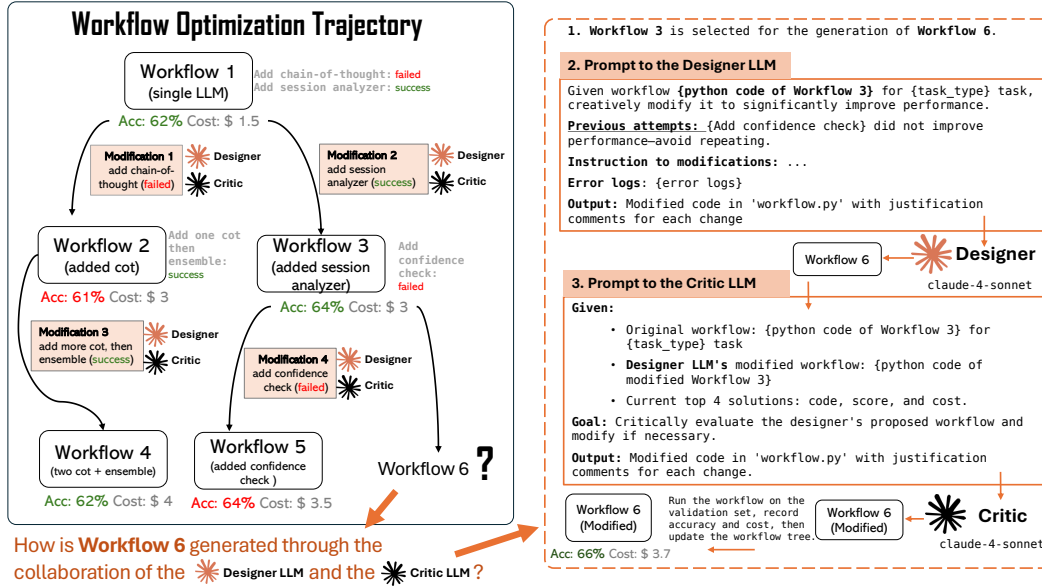 Workflow Optimization Trajectory
Workflow 1
(single LLM)
Add chain-of-thought: failed
Add session analyzer: success
Acc: 62% Cost: $ 1.5
Modification 1
add chain-of-
thought (failed)
Designer
Critic
Modification 2
add session
analyzer (success)
Designer
Critic
Workflow 2
(added cot)
Add one cot
then
ensemble:
success
Acc: 61% Cost: $ 3
Workflow 3
(added session
analyzer)
Add
confidence
check:
failed
Acc: 64% Cost: $ 3
Modification 3
add more cot, then
ensemble (success)
Designer
Critic
Modification 4
add confidence
check (failed)
Designer
Critic
Workflow 4
(two cot + ensemble)
Acc: 62% Cost: $ 4
Workflow 5
(added confidence
check )
Acc: 64% Cost: $ 3.5
Workflow 6 ?
How is Workflow 6 generated through the
collaboration of the Designer LLM and the Critic LLM ?
1. Workflow 3 is selected for the generation of Workflow 6.
2. Prompt to the Designer LLM
Given workflow {python code of Workflow 3} for {task_type} task,
creatively modify it to significantly improve performance.
Previous attempts: {Add confidence check} did not improve
performance—avoid repeating.
Instruction to modifications: ...
Error logs: {error logs}
Output: Modified code in 'workflow.py' with justification
comments for each change
Workflow 6
Designer
claude-4-sonnet
3. Prompt to the Critic LLM
Given:
• Original workflow: {python code of Workflow 3} for
{task_type} task
• Designer LLM's modified workflow: {python code of
modified Workflow 3}
• Current top 4 solutions: code, score, and cost.
Goal: Critically evaluate the designer's proposed workflow and
modify if necessary.
Output: Modified code in 'workflow.py' with justification
comments for each change.
Workflow 6
(Modified)
Acc: 66% Cost: $ 3.7
Run the workflow on the
validation set, record
accuracy and cost, then
update the workflow tree.
Workflow 6
(Modified)
Critic
claude-4-sonnet